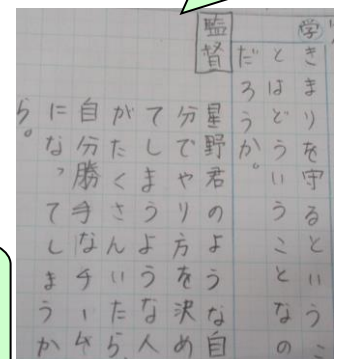 学
きまりを守るというこ
とはどういうことなの
だろうか。
監督
星野君のような自
分でやり方を決め
てしまうような人
がたくさんいたら、
自分勝手なチーム
になってしまうか
ら。